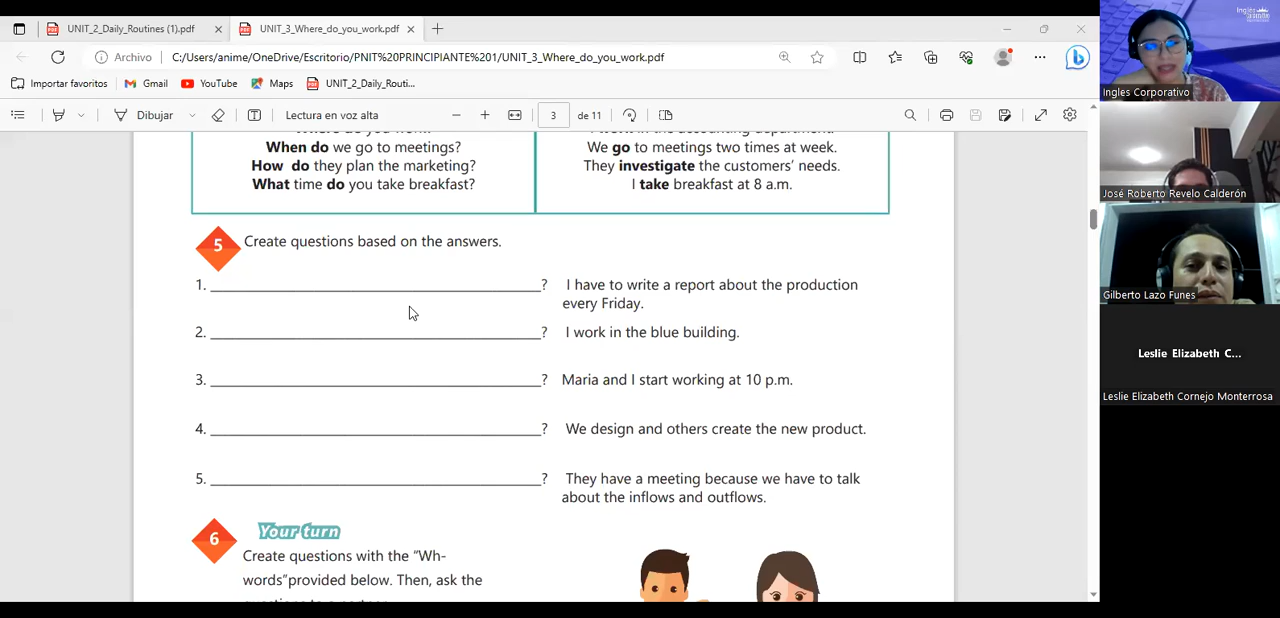 UNIT_2_Daily_Routines (1).pdf
UNIT_3_Where_do_you_work.pdf
Archivo
C:/Users/anime/OneDrive/Escritorio/PNIT%20PRINCIPIANTE%201/UNIT_3_Where_do_you_work.pdf
Importar favoritos
Gmail
YouTube
Maps
UNIT_2_Daily_Routi...
Dibujar
Lectura en voz alta
3
de 11
When do we go to meetings?
How do they plan the marketing?
What time do you take breakfast?
We go to meetings two times at week.
They investigate the customers' needs.
I take breakfast at 8 a.m.
5 Create questions based on the answers.
1. ? I have to write a report about the production
every Friday.
2. ? I work in the blue building.
3. ? Maria and I start working at 10 p.m.
4. ? We design and others create the new product.
5. ? They have a meeting because we have to talk
about the inflows and outflows.
6 Your turn
Create questions with the "Wh-
words"provided below. Then, ask the
Ingles Corporativo
José Roberto Revelo Calderón
Gilberto Lazo Funes
Leslie Elizabeth C...
Leslie Elizabeth Cornejo Monterrosa